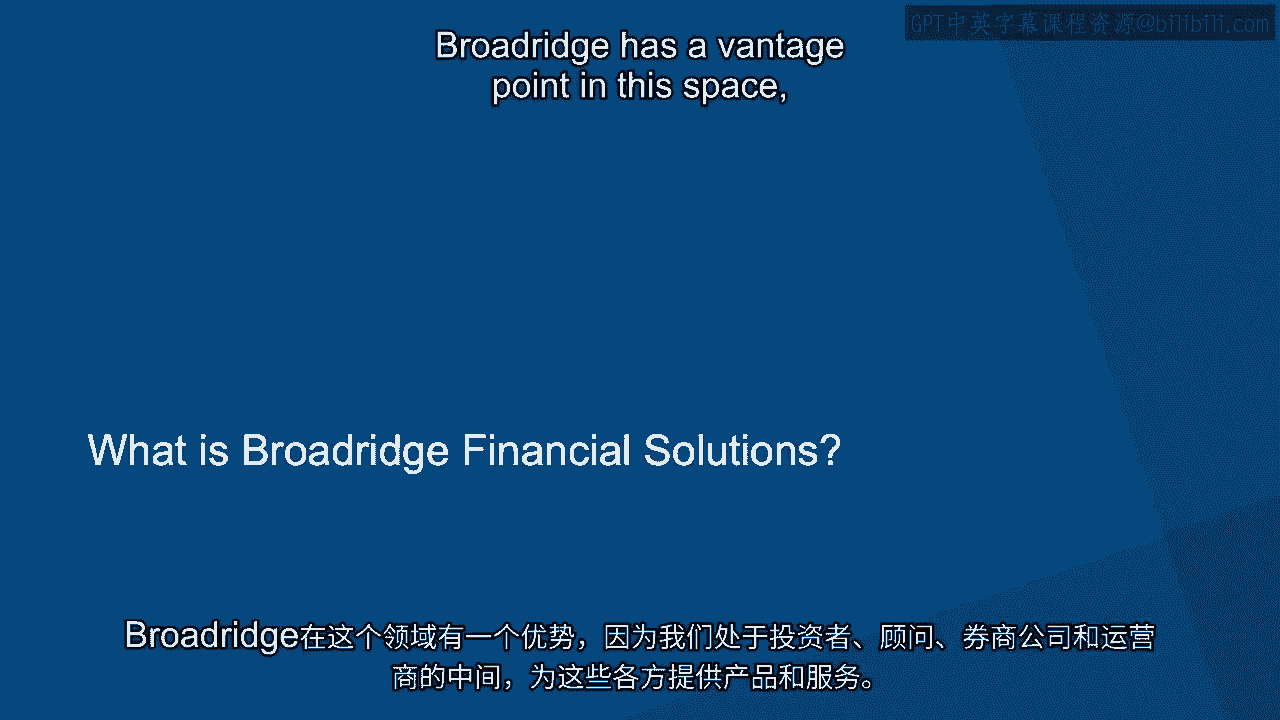 GPT中英字幕课程资源@bilibili.com
Broadridge has a vantage
point in this space,
What is Broadridge Financial Solutions?
Broadridge在这个领域有一个优势，因为我们处于投资者、顾问、券商公司和运营
商的中间，为这些各方提供产品和服务。